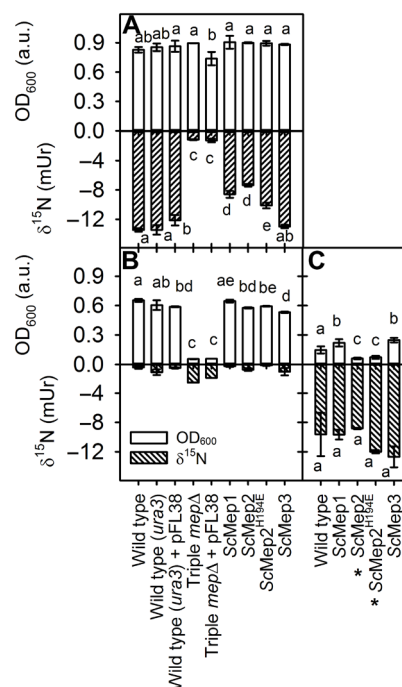 A
ab
ab
a
a
b
a
a
a
a
OD600 (a.u.)
0.9
0.6
0.3
0.0
δ15N (mUr)
−4
−8
−12
a
a
a
b
c
c
d
d
e
ab
B
a
ab
bd
c
c
ae
bd
be
d
OD600 (a.u.)
0.9
0.6
0.3
0.0
δ15N (mUr)
−4
−8
−12
OD600
δ15N
C
a
b
c
c
b
a
a
a
a
a
Wild type
Wild type (ura3)
Wild type (ura3) + pFL38
Triple mepΔ
Triple mepΔ + pFL38
ScMep1
ScMep2
ScMep2H194E
ScMep3
Wild type
ScMep1
* ScMep2
* ScMep2H194E
ScMep3